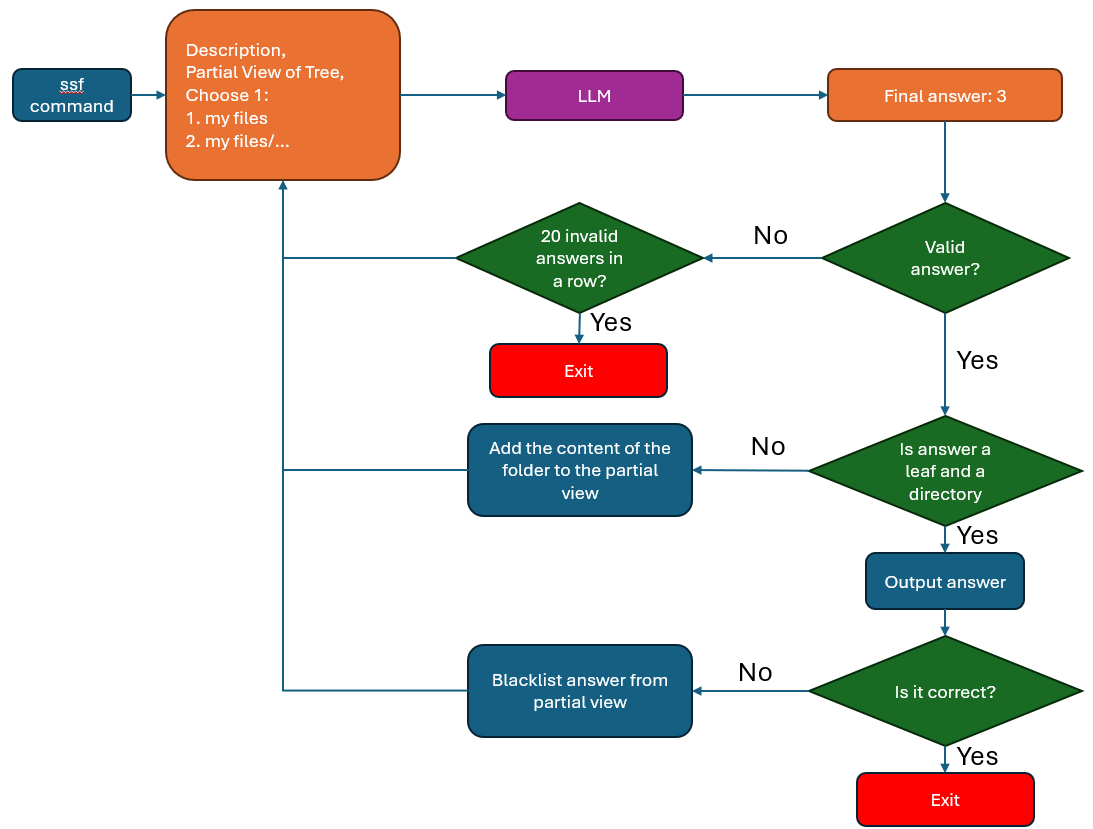 ssf
command
Description,
Partial View of Tree,
Choose 1:
1. my files
2. my files/...
LLM
Final answer: 3
20 invalid
answers in
a row?
No
Valid
answer?
Yes
Exit
Yes
Add the content of the
folder to the partial
view
No
Is answer a
leaf and a
directory
Yes
Output answer
Blacklist answer from
partial view
No
Is it correct?
Yes
Exit